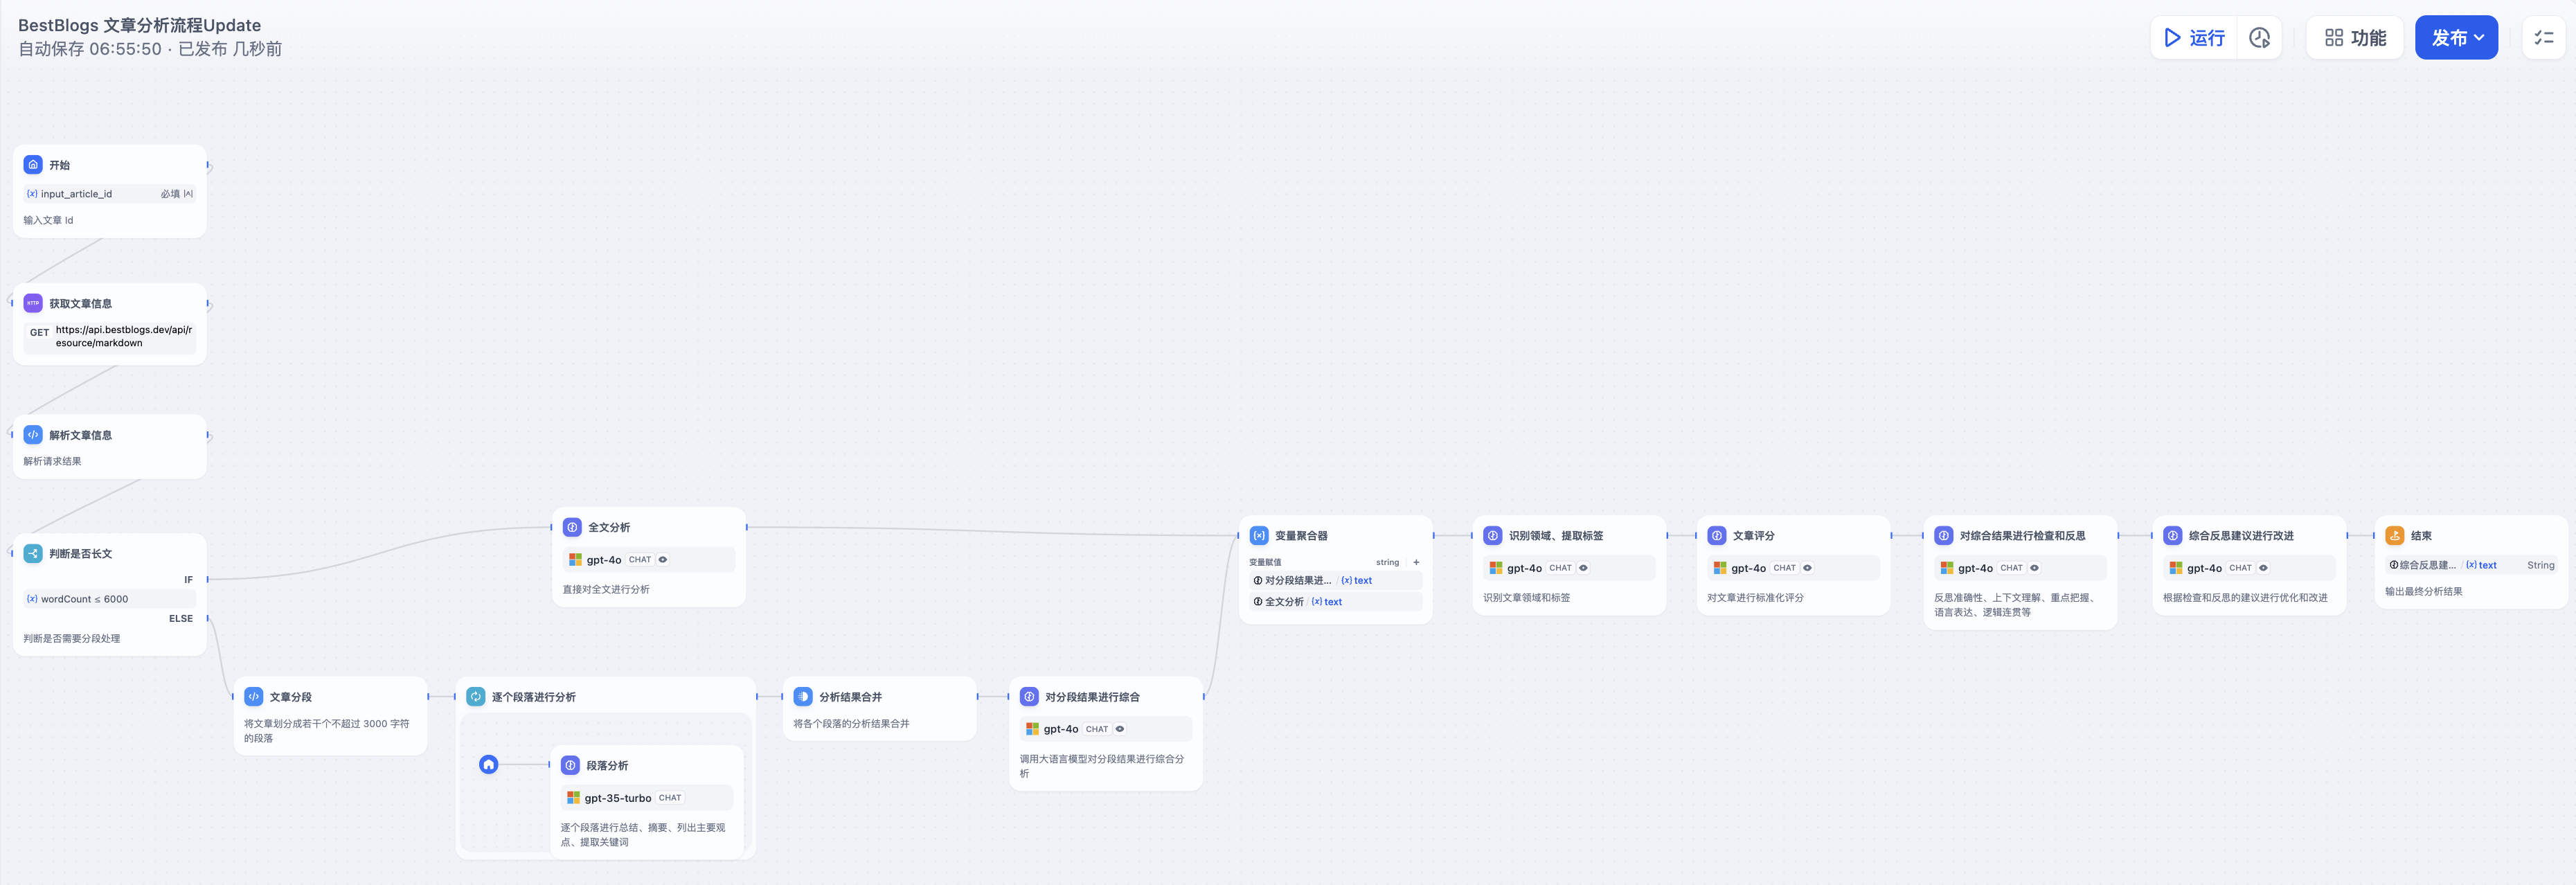 BestBlogs 文章分析流程Update
自动保存 06:55:50 · 已发布 几秒前
运行
功能
发布
开始
{x} input_article_id 必填
输入文章 Id
HTTP 获取文章信息
GET https://api.bestblogs.dev/api/r
esource/markdown
解析文章信息
解析请求结果
判断是否长文
IF
{x} wordCount ≤ 6000
ELSE
判断是否需要分段处理
全文分析
gpt-4o CHAT
直接对全文进行分析
文章分段
将文章划分成若干个不超过 3000 字符
的段落
逐个段落进行分析
段落分析
gpt-35-turbo CHAT
逐个段落进行总结、摘要、列出主要观
点、提取关键词
分析结果合并
将各个段落的分析结果合并
对分段结果进行综合
gpt-4o CHAT
调用大语言模型对分段结果进行综合分
析
变量聚合器
变量赋值 string +
对分段结果进... / {x} text
全文分析 / {x} text
识别领域、提取标签
gpt-4o CHAT
识别文章领域和标签
文章评分
gpt-4o CHAT
对文章进行标准化评分
对综合结果进行检查和反思
gpt-4o CHAT
反思准确性、上下文理解、重点把握、
语言表达、逻辑连贯等
综合反思建议进行改进
gpt-4o CHAT
根据检查和反思的建议进行优化和改进
结束
综合反思建... / {x} text String
输出最终分析结果